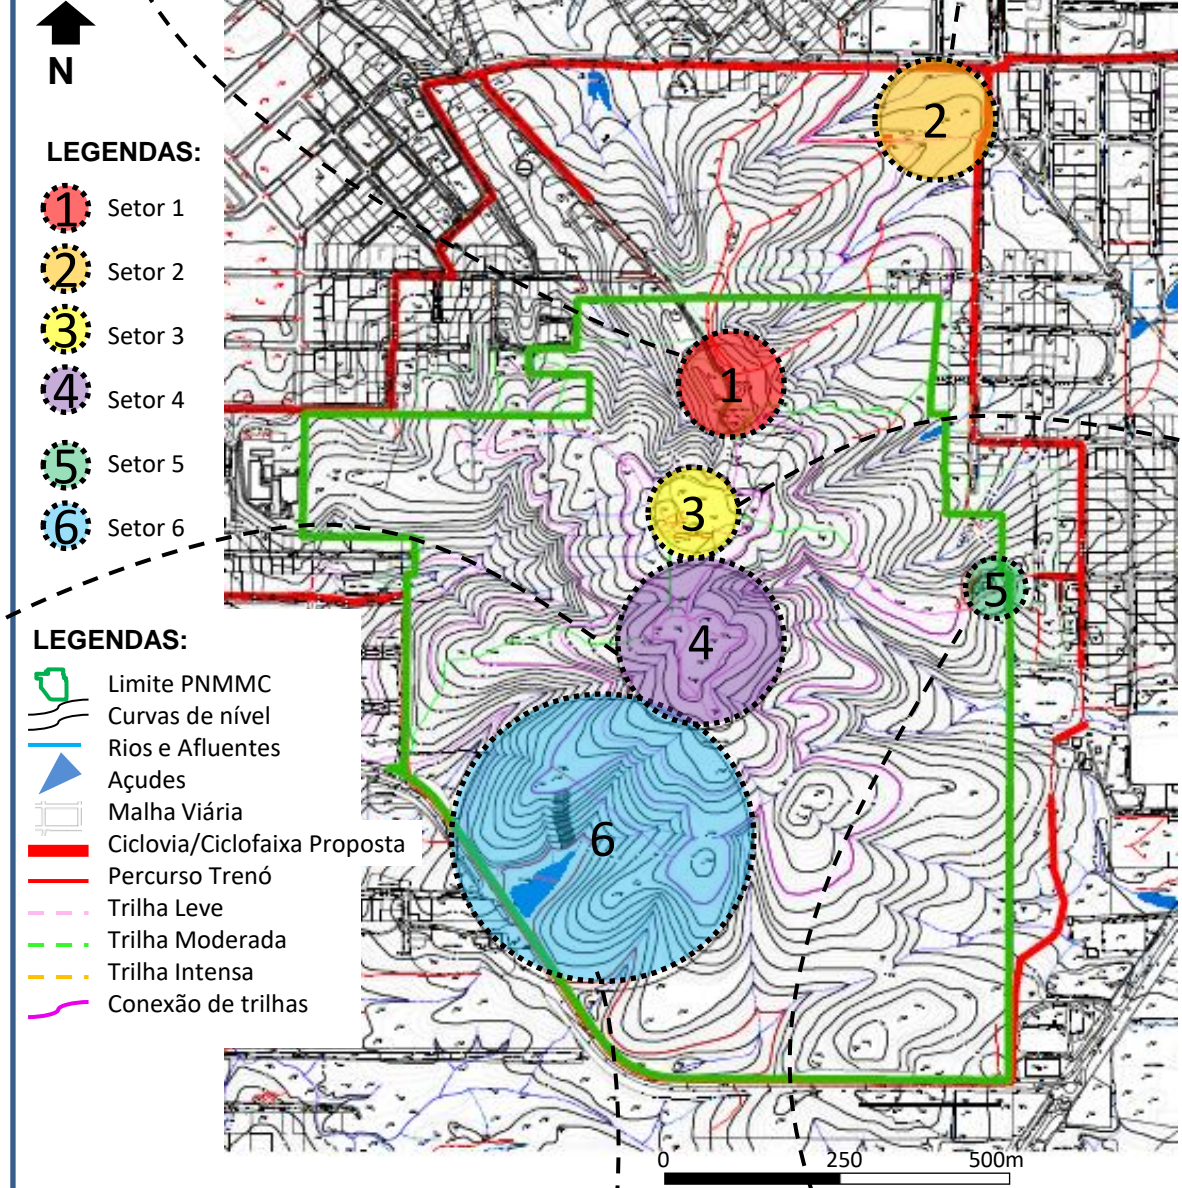 N
LEGENDAS:
1 Setor 1
2 Setor 2
3 Setor 3
4 Setor 4
5 Setor 5
6 Setor 6
LEGENDAS:
Limite PNMMC
Curvas de nível
Rios e Afluentes
Açudes
Malha Viária
Ciclovia/Ciclofaixa Proposta
Percurso Trenó
Trilha Leve
Trilha Moderada
Trilha Intensa
Conexão de trilhas
2
1
3
5
4
6
0 250 500m